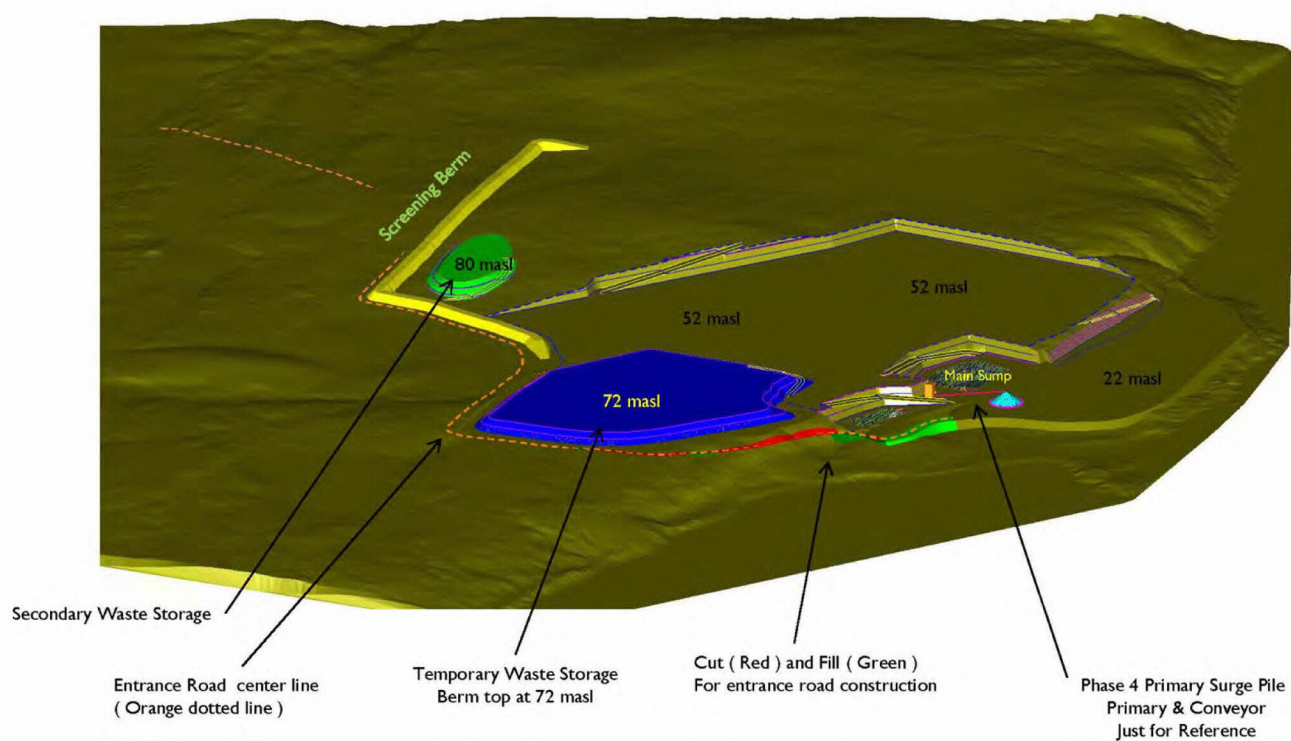 Screening Berm
80 masl
52 masl
52 masl
72 masl
Main Sump
22 masl
Secondary Waste Storage
Entrance Road center line
( Orange dotted line )
Temporary Waste Storage
Berm top at 72 masl
Cut ( Red ) and Fill ( Green )
For entrance road construction
Phase 4 Primary Surge Pile
Primary & Conveyor
Just for Reference